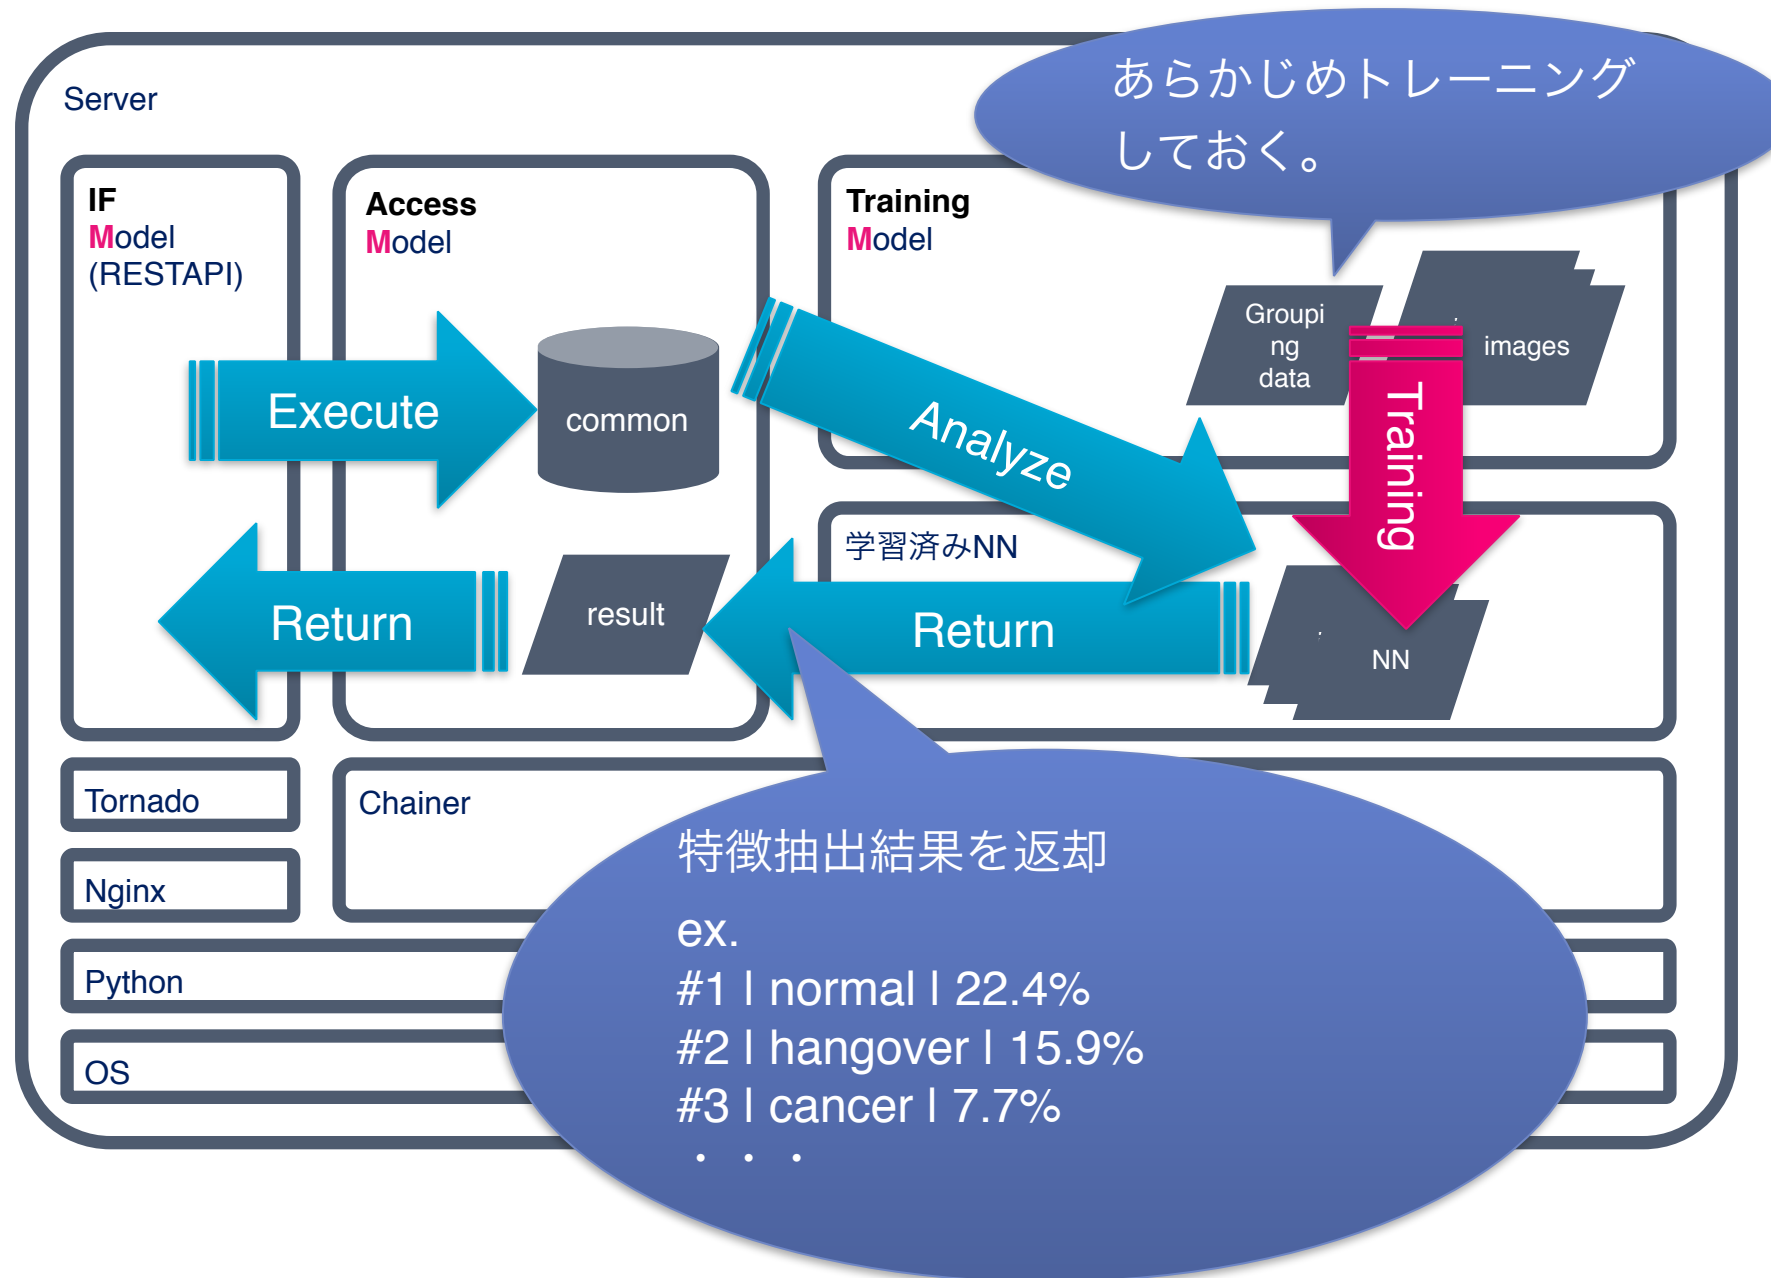 あらかじめトレーニング
しておく。
Server
IF
Model
(RESTAPI)
Access
Model
Training
Model
Groupi
ng
data
images
Execute
common
Analyze
Training
学習済みNN
Return
result
Return
NN
Tornado
Chainer
Nginx
Python
OS
特徴抽出結果を返却
ex.
#1 | normal | 22.4%
#2 | hangover | 15.9%
#3 | cancer | 7.7%
・・・